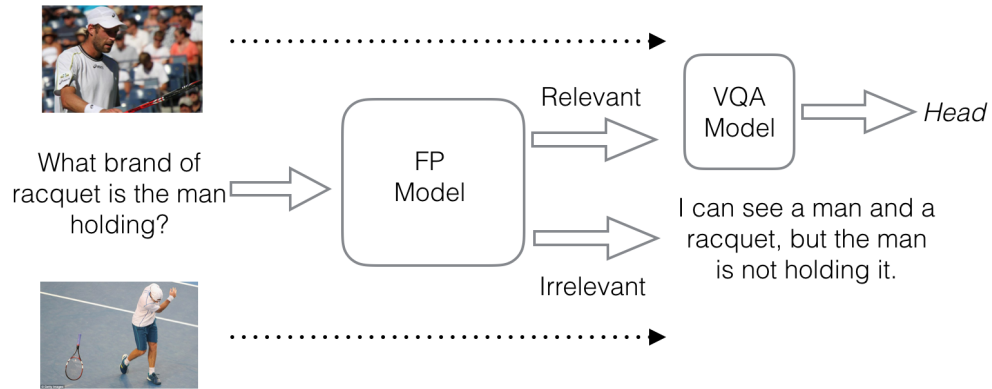 What brand of
racquet is the man
holding?
FP
Model
Relevant
Irrelevant
VQA
Model
Head
I can see a man and a
racquet, but the man
is not holding it.